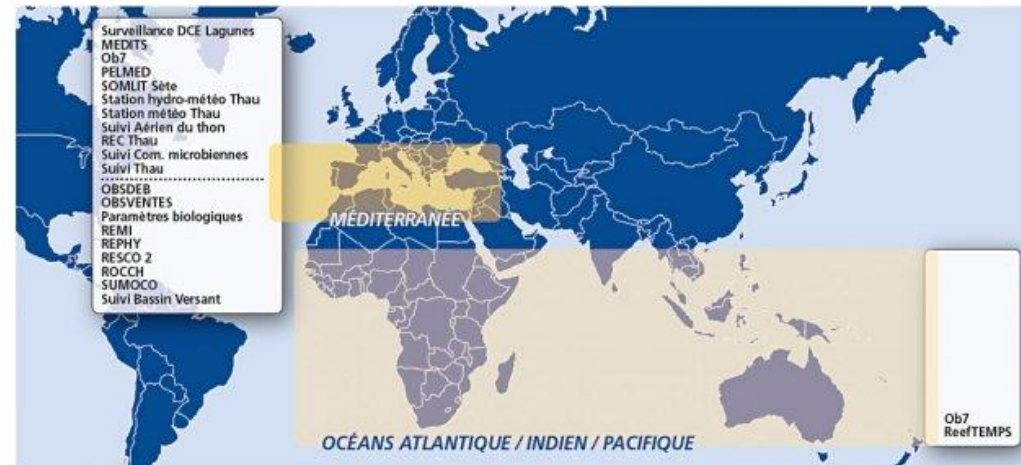 Surveillance DCE Lagunes
MEDITS
Ob7
PELMED
SOMLIT Sète
Station hydro-météo Thau
Station météo Thau
Suivi Aérien du thon
REC Thau
Suivi Com. microbiennes
Suivi Thau
OBSDEB
OBSVENTES
Paramètres biologiques
REMI
REPHY
RESCO 2
ROCCH
SUMOCO
Suivi Bassin Versant
MÉDITERRANÉE
Ob7
ReefTEMPS
OCÉANS ATLANTIQUE / INDIEN / PACIFIQUE